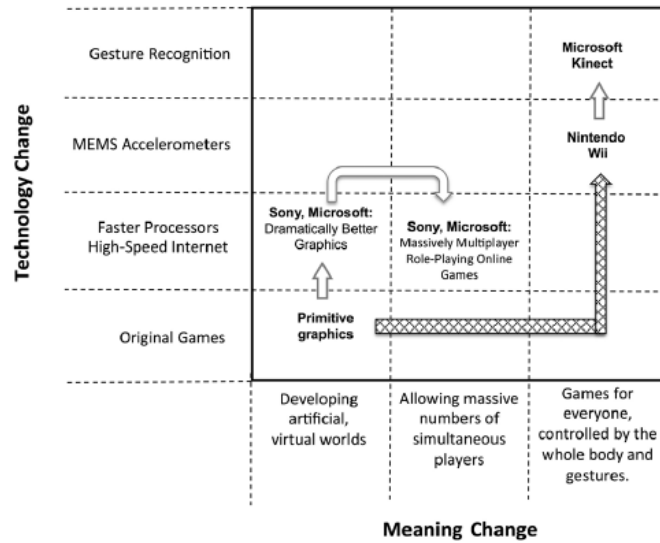 Technology Change
Gesture Recognition
Microsoft
Kinect
MEMS Accelerometers
Nintendo
Wii
Faster Processors
High-Speed Internet
Sony, Microsoft:
Dramatically Better
Graphics
Sony, Microsoft:
Massively Multiplayer
Role-Playing Online
Games
Original Games
Primitive
graphics
Developing
artificial,
virtual worlds
Allowing massive
numbers of
simultaneous
players
Games for
everyone,
controlled by the
whole body and
gestures.
Meaning Change